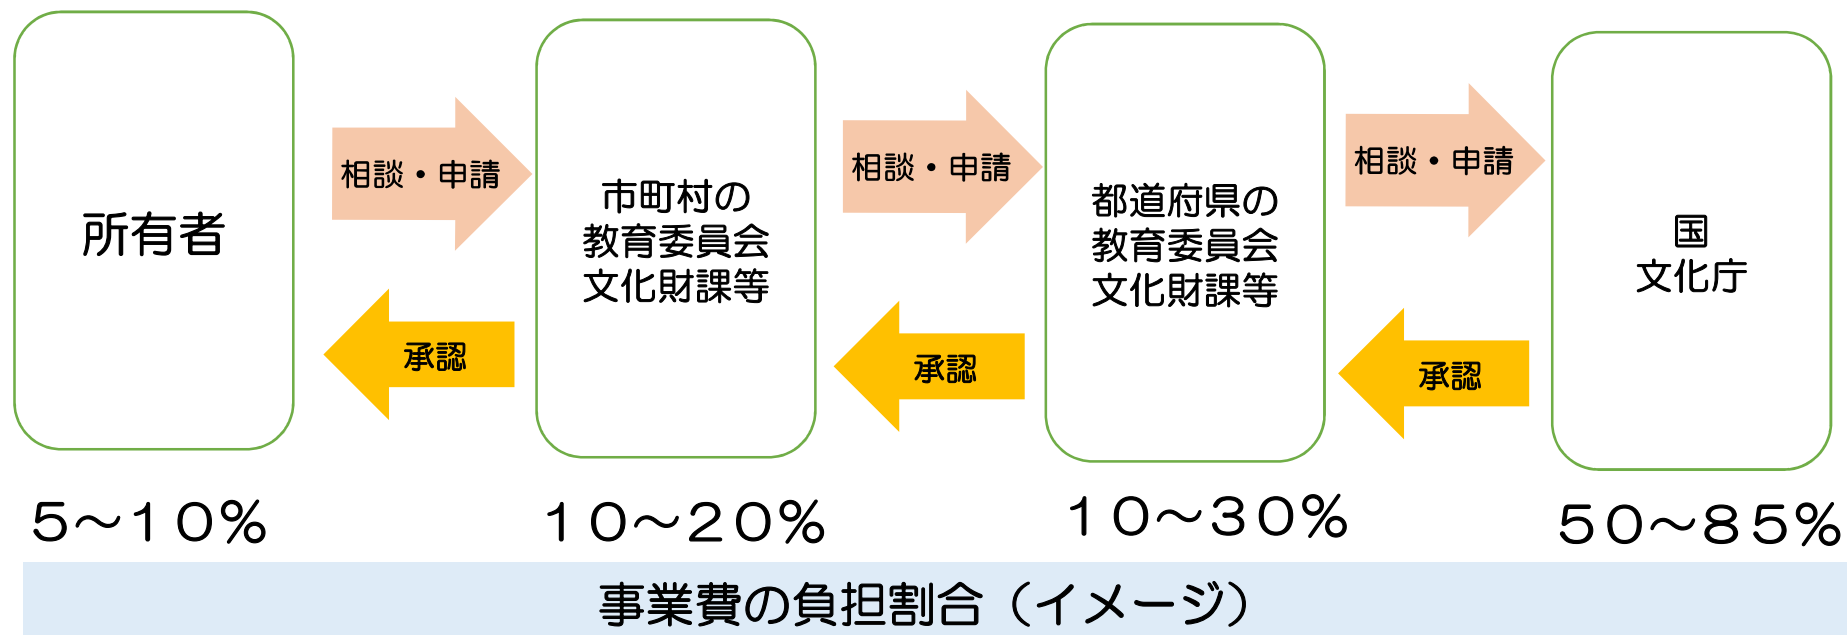 所有者
相談・申請
承認
市町村の
教育委員会
文化財課等
相談・申請
承認
都道府県の
教育委員会
文化財課等
相談・申請
承認
国
文化庁
５～１０％
１０～２０％
１０～３０％
５０～８５％
事業費の負担割合（イメージ）